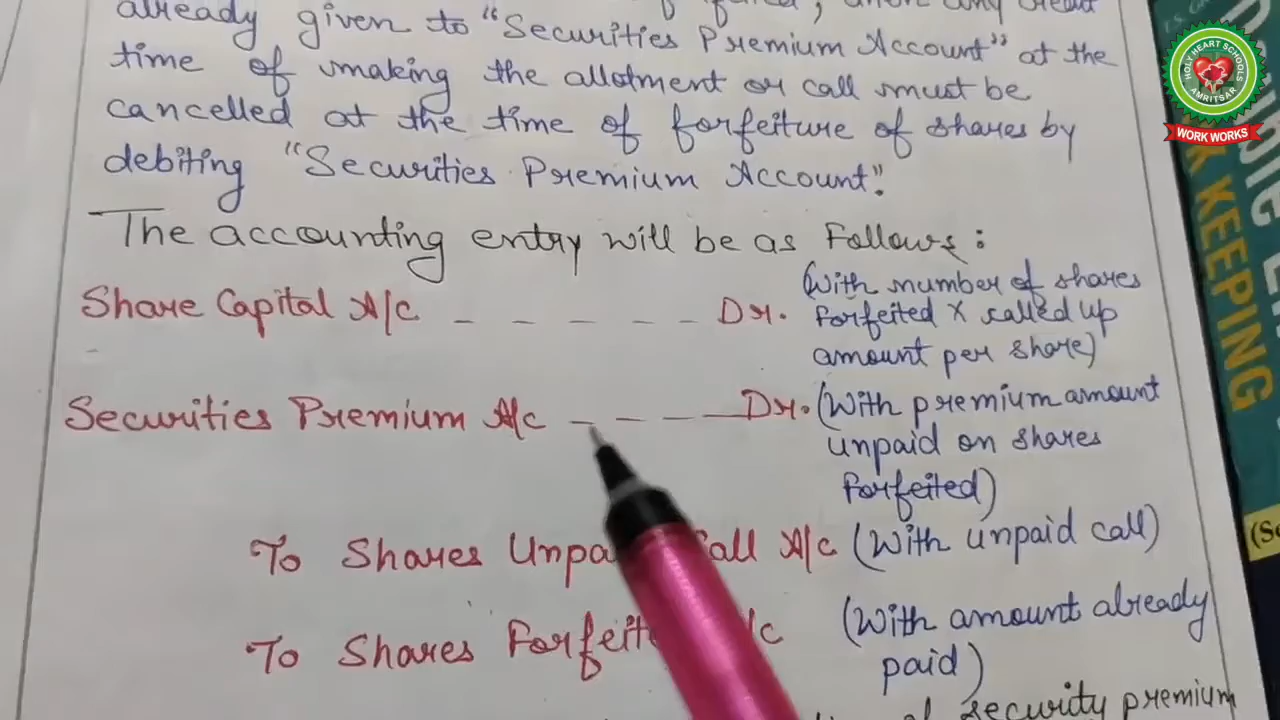 already given to "Securities Premium Account" at the
time of making the allotment or call must be
cancelled at the time of forfeiture of shares by
debiting "Securities Premium Account".
The accounting entry will be as Follows:
Share Capital A/c _ _ _ _ _ Dr. (With number of shares
forfeited X called up
amount per share)
Securities Premium A/c _ _ _ _ Dr. (With premium amount
unpaid on shares
forfeited)
To Shares Call A/c (With unpaid call)
To Shares (With amount already
paid)
security premium
HOLY HEART SCHOOLS
AMRITSAR
WORK WORKS
KEEPING